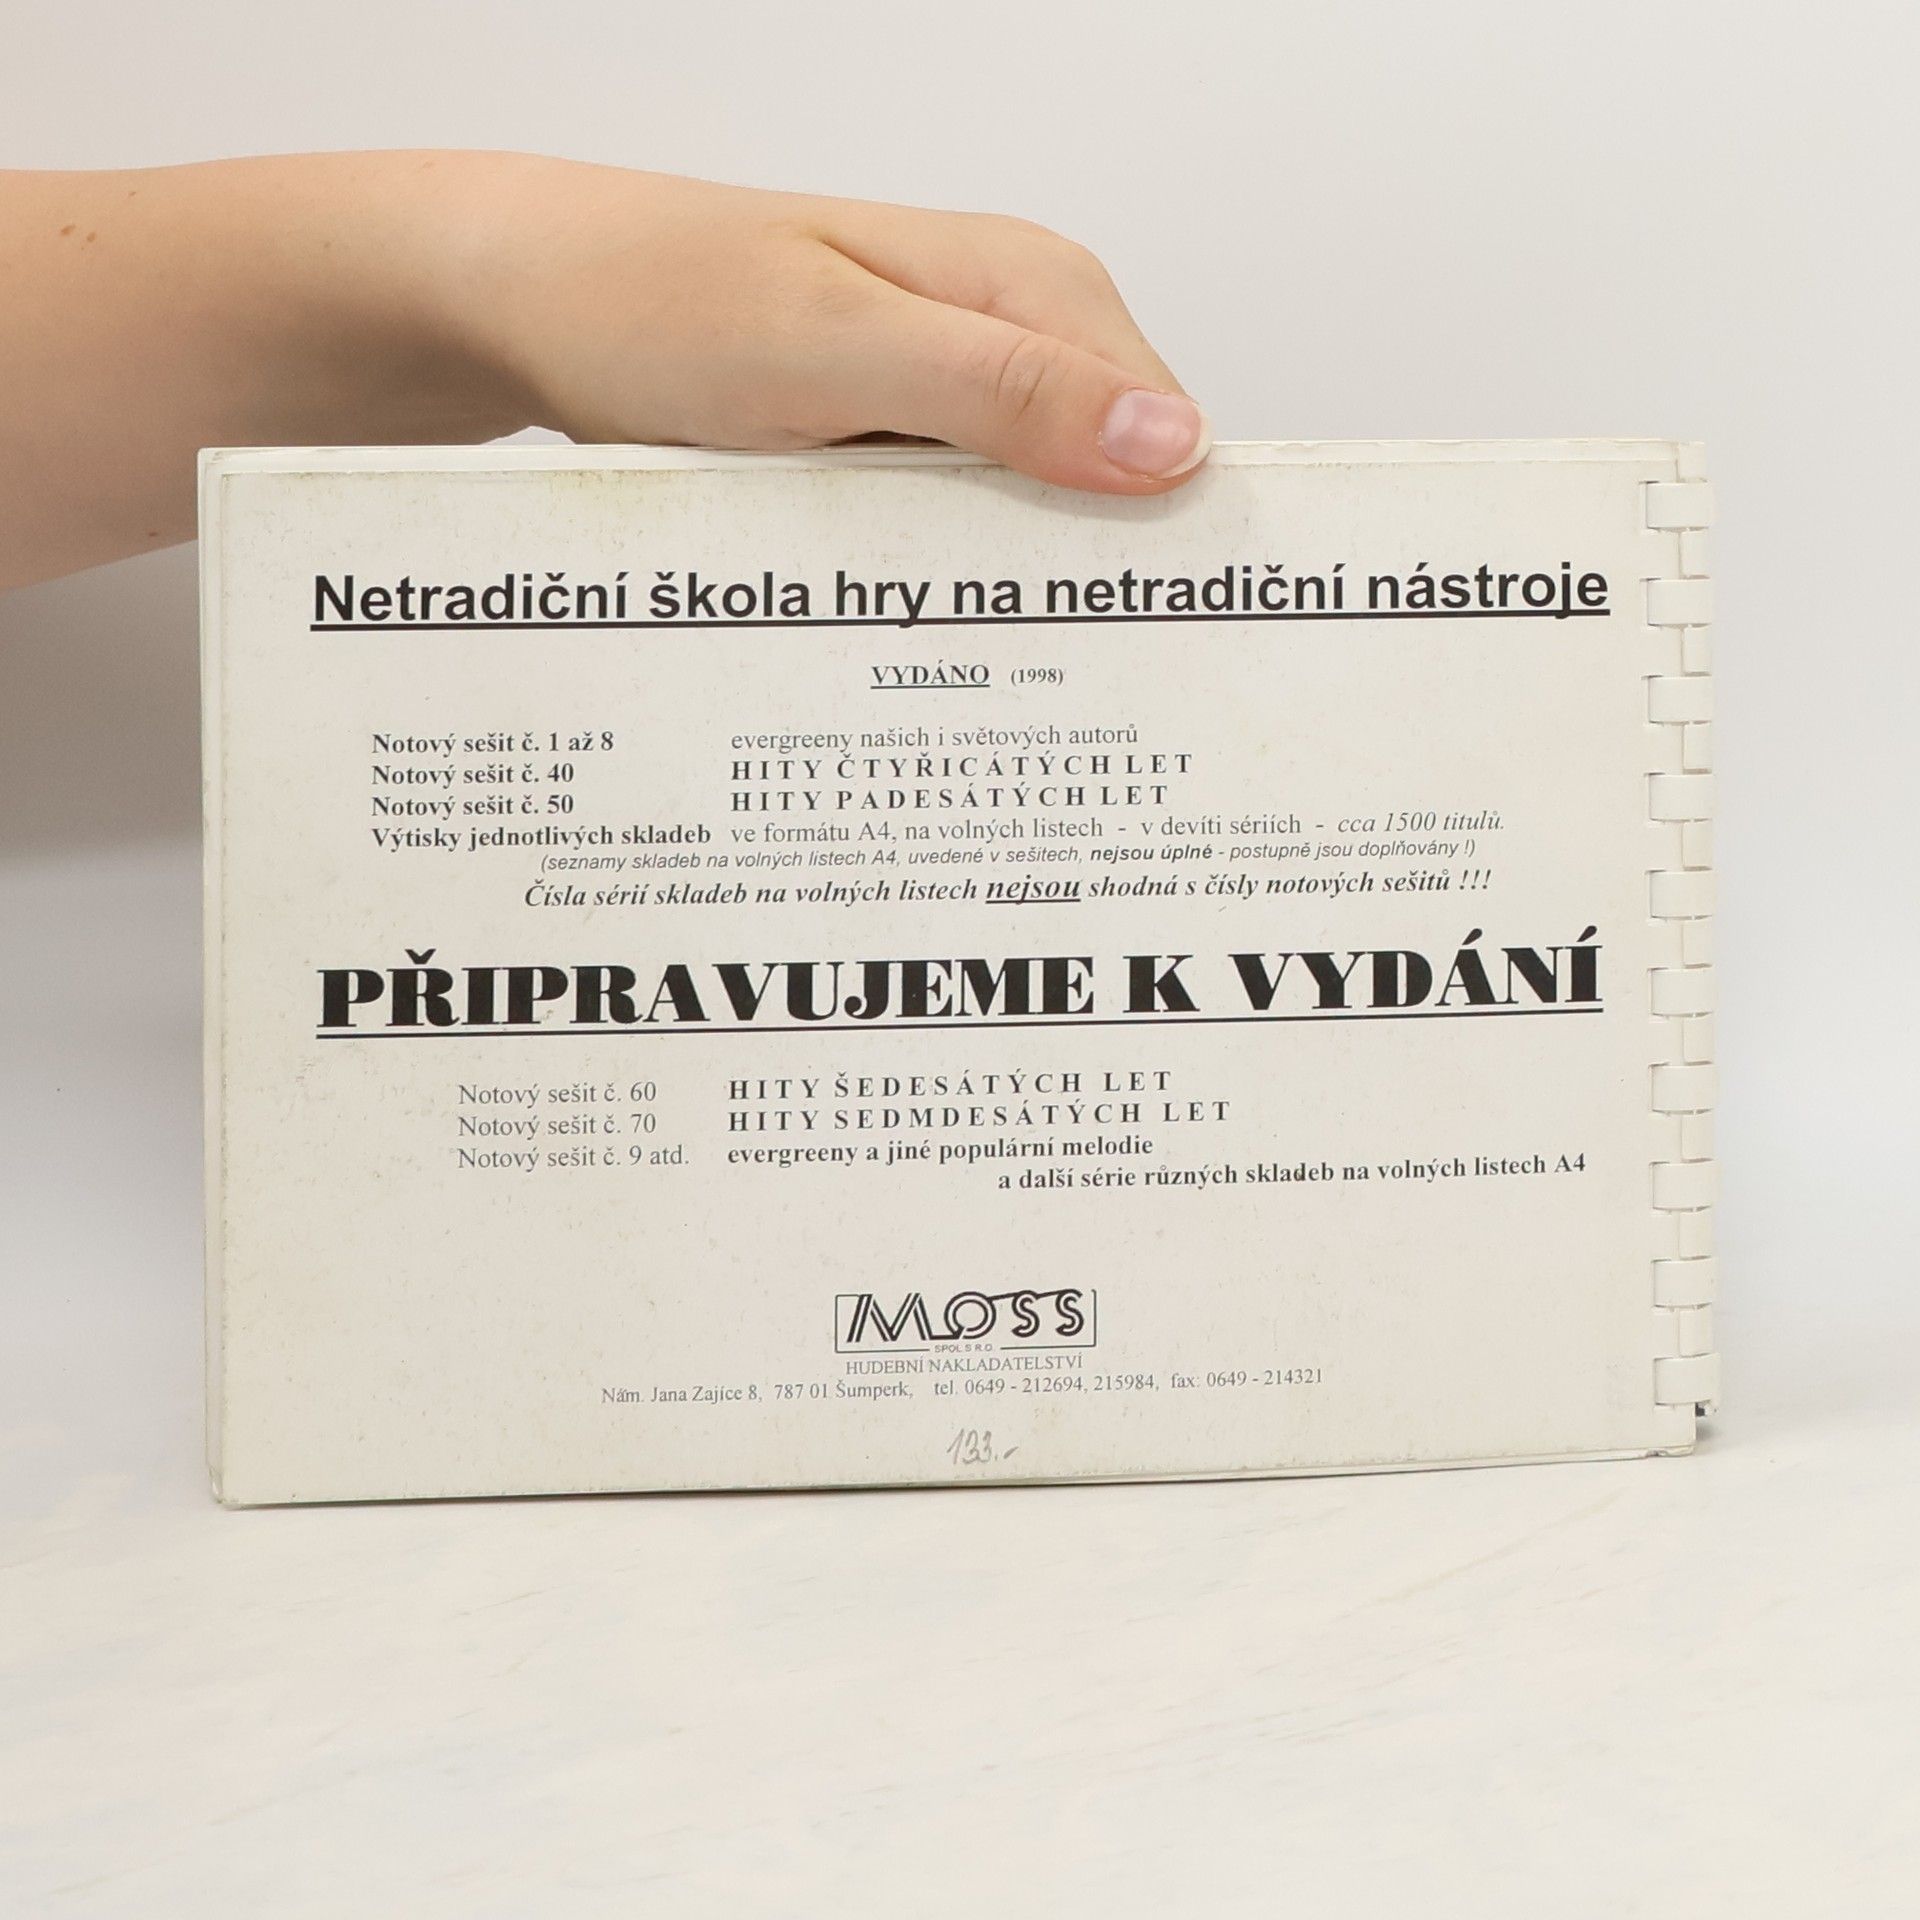 Netradiční škola hry na netradiční nástroje
VYDÁNO (1998)
Notový sešit č. 1 až 8 evergreeny našich i světových autorů
Notový sešit č. 40 HITY ČTYŘICÁTÝCH LET
Notový sešit č. 50 HITY PADESÁTÝCH LET
Výtisky jednotlivých skladeb ve formátu A4, na volných listech - v devíti sériích - cca 1500 titulů.
(seznamy skladeb na volných listech A4, uvedené v sešitech, nejsou úplné - postupně jsou doplňovány !)
Čísla sérií skladeb na volných listech nejsou shodná s čísly notových sešitů !!!
PŘIPRAVUJEME K VYDÁNÍ
Notový sešit č. 60 HITY ŠEDESÁTÝCH LET
Notový sešit č. 70 HITY SEDMDESÁTÝCH LET
Notový sešit č. 9 atd. evergreeny a jiné populární melodie
a další série různých skladeb na volných listech A4
MOSS
SPOL S R.O.
HUDEBNÍ NAKLADATELSTVÍ
Nám. Jana Zajíce 8, 787 01 Šumperk, tel. 0649 - 212694, 215984, fax: 0649 - 214321
133.-